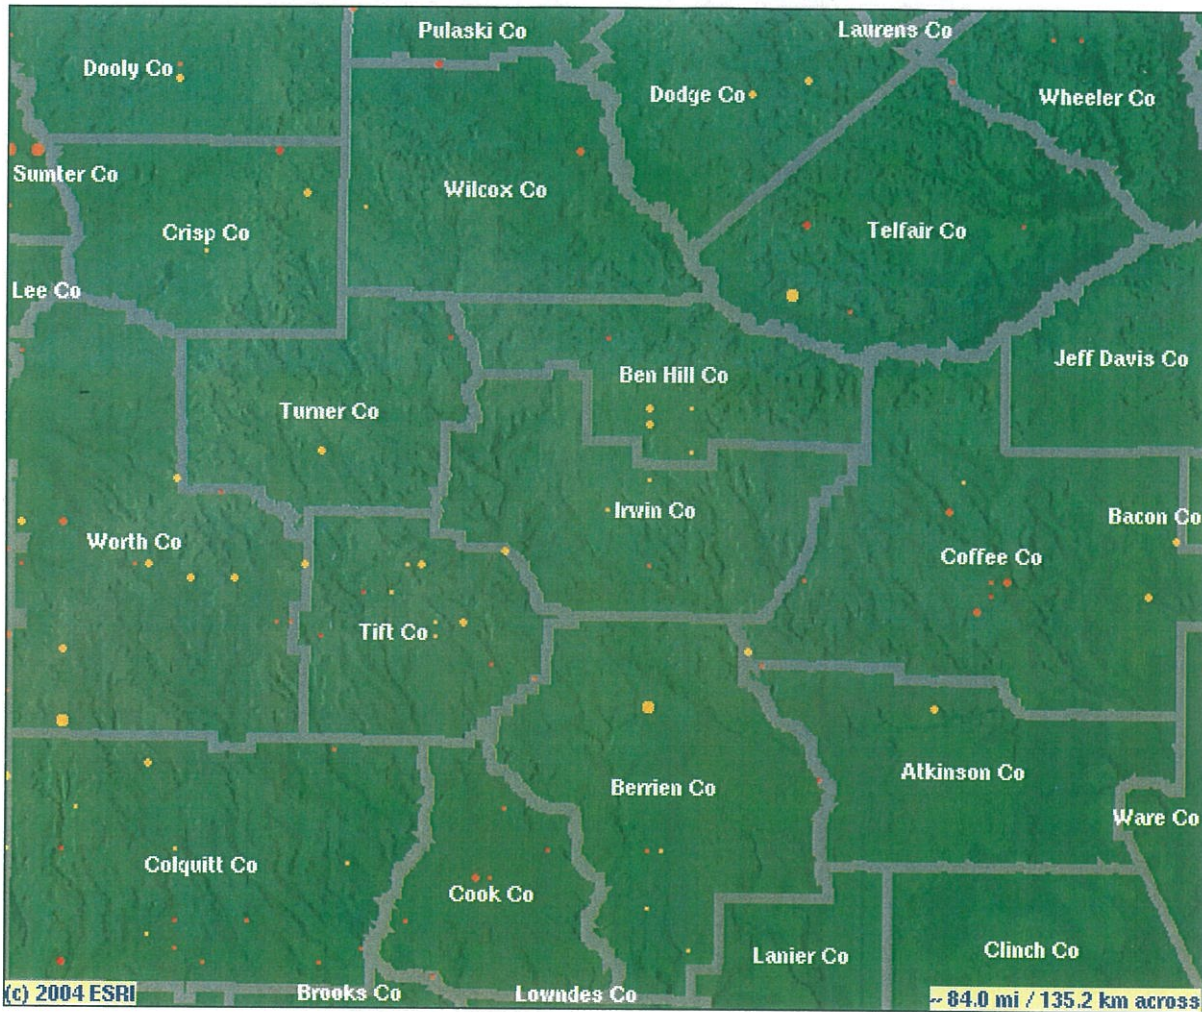 Pulaski Co
Laurens Co
Dooly Co
Dodge Co
Wheeler Co
Sumter Co
Wilcox Co
Crisp Co
Telfair Co
Lee Co
Jeff Davis Co
Ben Hill Co
Turner Co
Irwin Co
Bacon Co
Worth Co
Coffee Co
Tift Co
Atkinson Co
Berrien Co
Ware Co
Colquitt Co
Cook Co
Lanier Co
Clinch Co
(c) 2004 ESRI
Brooks Co
Lowndes Co
~ 84.0 mi / 135.2 km across